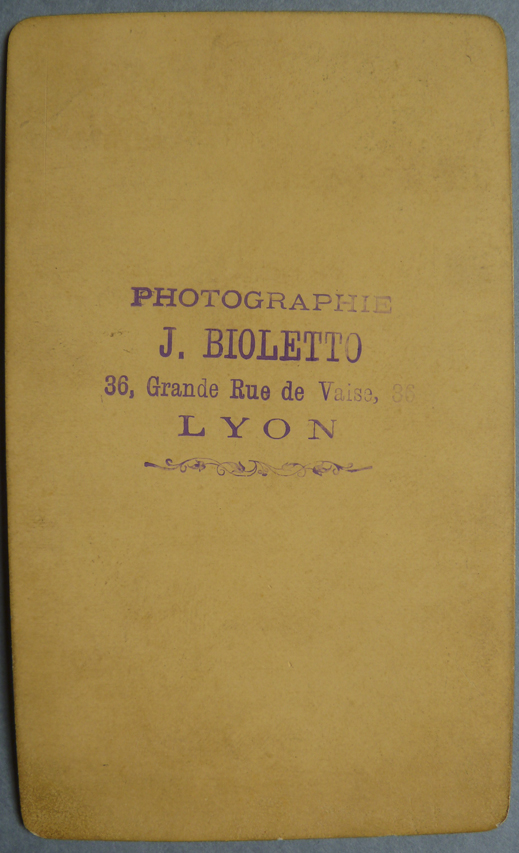 PHOTOGRAPHIE
J. BIOLETTO
36, Grande Rue de Vaise, 36
LYON